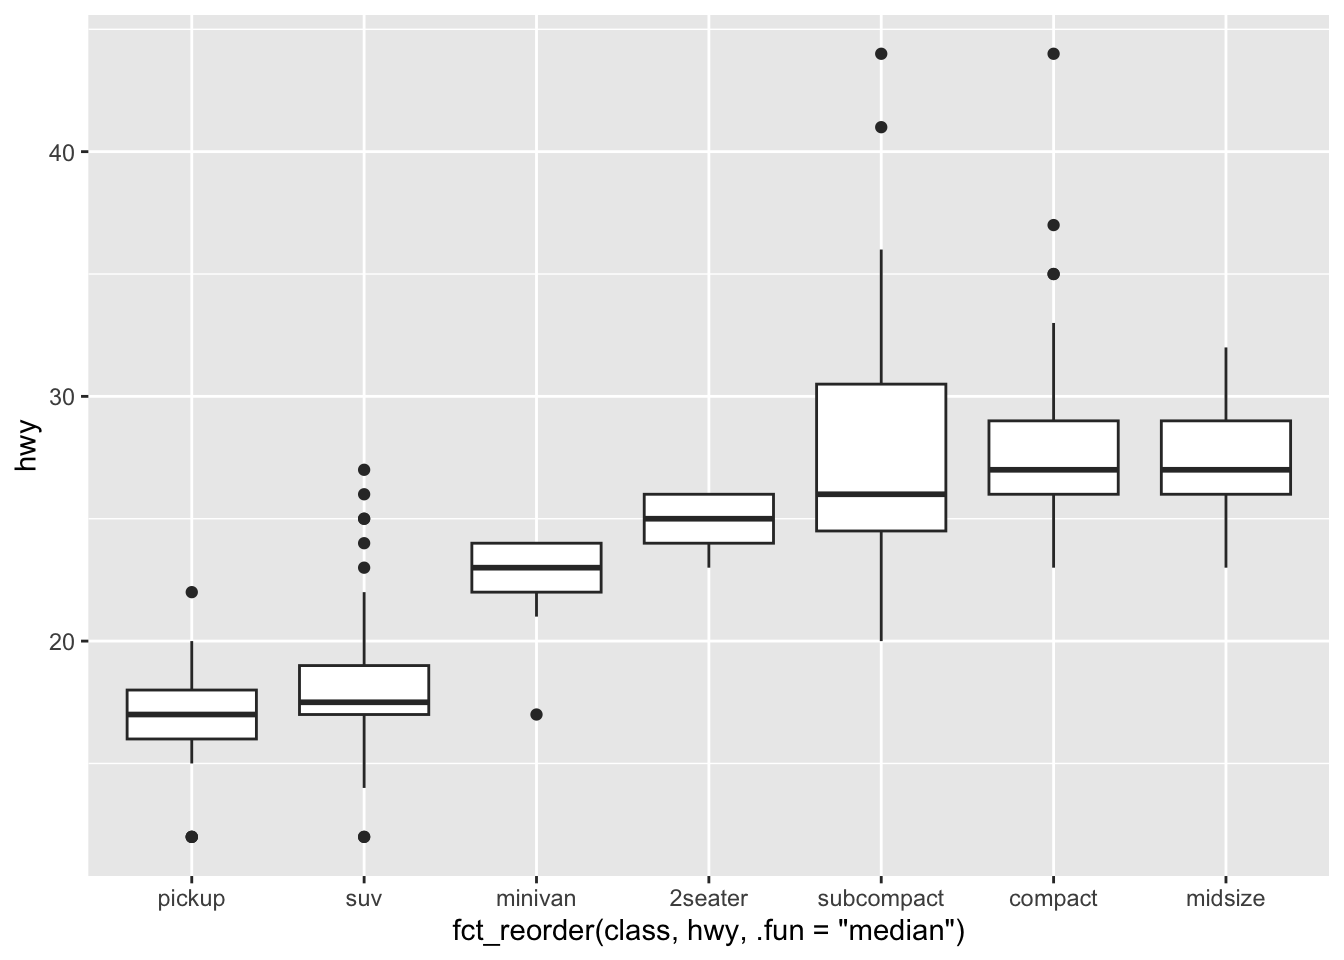 hwy
40
30
20
pickup suv minivan 2seater subcompact compact midsize
fct_reorder(class, hwy, .fun = "median")